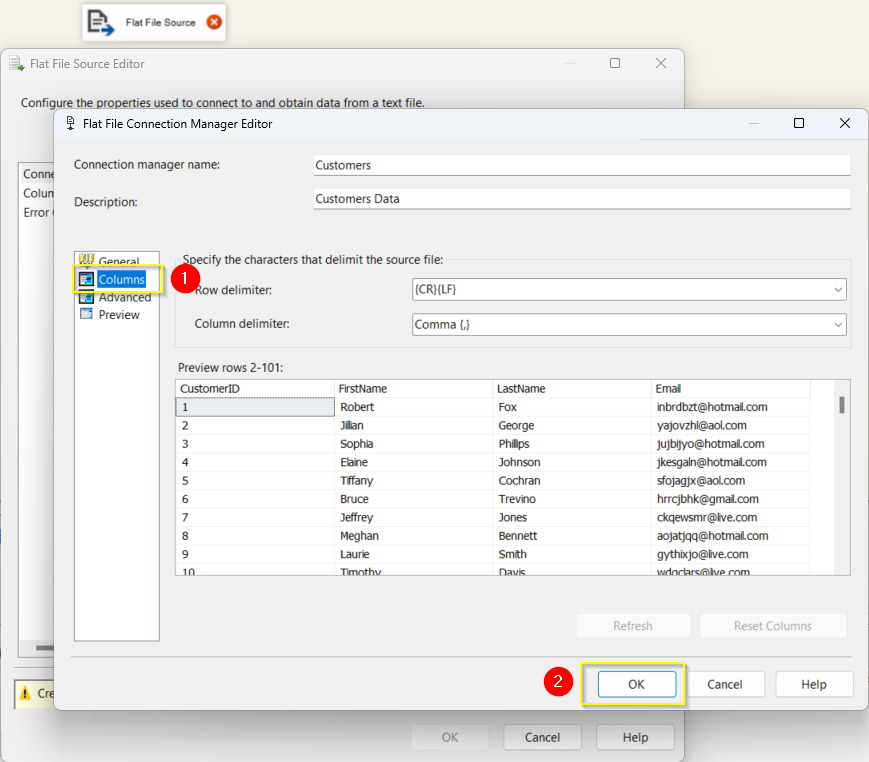 Flat File Source
Flat File Source Editor
Configure the properties used to connect to and obtain data from a text file.
Flat File Connection Manager Editor
Conne
Colum
Error
Connection manager name:
Customers
Description:
Customers Data
General
Columns
Advanced
Preview
1
Specify the characters that delimit the source file:
Row delimiter:
{CR}{LF}
Column delimiter:
Comma {,}
Preview rows 2-101:
CustomerID FirstName LastName Email
1 Robert Fox inbrdbzt@hotmail.com
2 Jillian George yajovzhl@aol.com
3 Sophia Philips jujbijyo@hotmail.com
4 Elaine Johnson jkesgaln@hotmail.com
5 Tiffany Cochran sfojagjx@aol.com
6 Bruce Trevino hrrcjbhk@gmail.com
7 Jeffrey Jones ckqewsmr@live.com
8 Meghan Bennett aojatjqq@hotmail.com
9 Laurie Smith gythixjo@live.com
10 Timothy Davis wdgclars@live.com
Refresh
Reset Columns
2
OK
Cancel
Help
Cre
OK
Cancel
Help